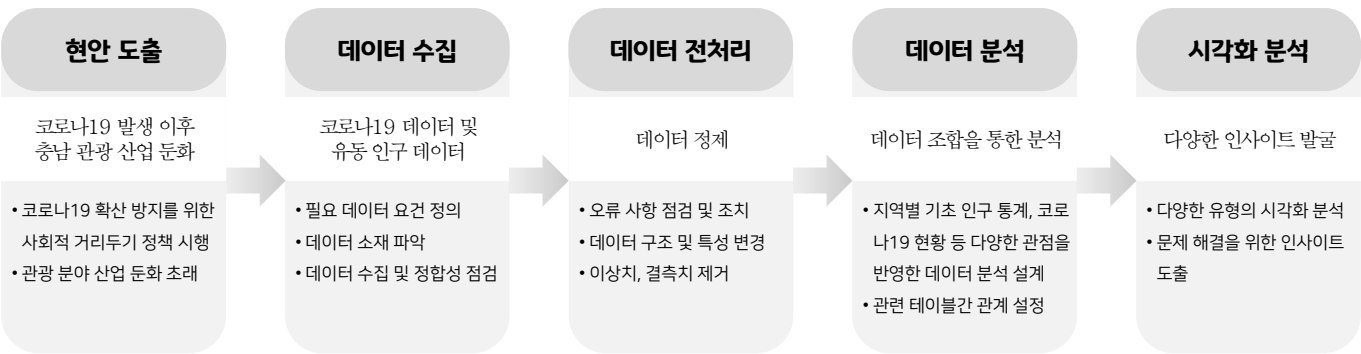 현안 도출
코로나19 발생 이후
충남 관광 산업 둔화
• 코로나19 확산 방지를 위한
사회적 거리두기 정책 시행
• 관광 분야 산업 둔화 초래
데이터 수집
코로나19 데이터 및
유동 인구 데이터
• 필요 데이터 요건 정의
• 데이터 소재 파악
• 데이터 수집 및 정합성 점검
데이터 전처리
데이터 정제
• 오류 사항 점검 및 조치
• 데이터 구조 및 특성 변경
• 이상치, 결측치 제거
데이터 분석
데이터 조합을 통한 분석
• 지역별 기초 인구 통계, 코로
나19 현황 등 다양한 관점을
반영한 데이터 분석 설계
• 관련 테이블간 관계 설정
시각화 분석
다양한 인사이트 발굴
• 다양한 유형의 시각화 분석
• 문제 해결을 위한 인사이트
도출